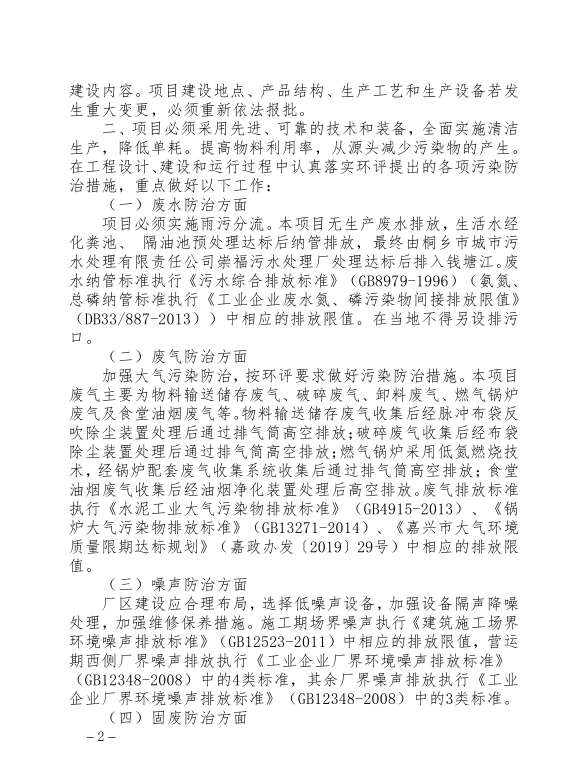 建设内容。项目建设地点、产品结构、生产工艺和生产设备若发
生重大变更，必须重新依法报批。
二、项目必须采用先进、可靠的技术和装备，全面实施清洁
生产，降低单耗。提高物料利用率，从源头减少污染物的产生。
在工程设计、建设和运行过程中认真落实环评提出的各项污染防
治措施，重点做好以下工作：
（一）废水防治方面
项目必须实施雨污分流。本项目无生产废水排放，生活水经
化粪池、 隔油池预处理达标后纳管排放，最终由桐乡市城市污
水处理有限责任公司崇福污水处理厂处理达标后排入钱塘江。废
水纳管标准执行《污水综合排放标准》（GB8979-1996）（氨氮、
总磷纳管标准执行《工业企业废水氮、磷污染物间接排放限值》
（DB33/887-2013））中相应的排放限值。在当地不得另设排污
口。
（二）废气防治方面
加强大气污染防治，按环评要求做好污染防治措施。本项目
废气主要为物料输送储存废气、破碎废气、卸料废气、燃气锅炉
废气及食堂油烟废气等。物料输送储存废气收集后经脉冲布袋反
吹除尘装置处理后通过排气筒高空排放；破碎废气收集后经布袋
除尘装置处理后通过排气筒高空排放；燃气锅炉采用低氮燃烧技
术，经锅炉配套废气收集系统收集后通过排气筒高空排放；食堂
油烟废气收集后经油烟净化装置处理后高空排放。废气排放标准
执行《水泥工业大气污染物排放标准》（GB4915-2013）、《锅
炉大气污染物排放标准》（GB13271-2014）、《嘉兴市大气环境
质量限期达标规划》（嘉政办发〔2019〕29号）中相应的排放限
值。
（三）噪声防治方面
厂区建设应合理布局，选择低噪声设备，加强设备隔声降噪
处理，加强维修保养措施。施工期场界噪声执行《建筑施工场界
环境噪声排放标准》（GB12523-2011）中相应的排放限值，营运
期西侧厂界噪声排放执行《工业企业厂界环境噪声排放标准》
（GB12348-2008）中的4类标准，其余厂界噪声排放执行《工业
企业厂界环境噪声排放标准》（GB12348-2008）中的3类标准。
（四）固废防治方面
－2－